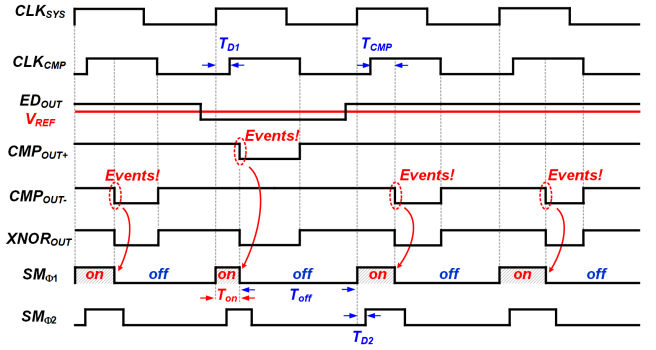 CLK_SYS
T_D1 T_CMP
CLK_CMP
ED_OUT
V_REF
Events!
CMP_OUT+
Events! Events! Events!
CMP_OUT-
XNOR_OUT
SM_Φ1 on off on off on off on off
T_on T_off
SM_Φ2
T_D2